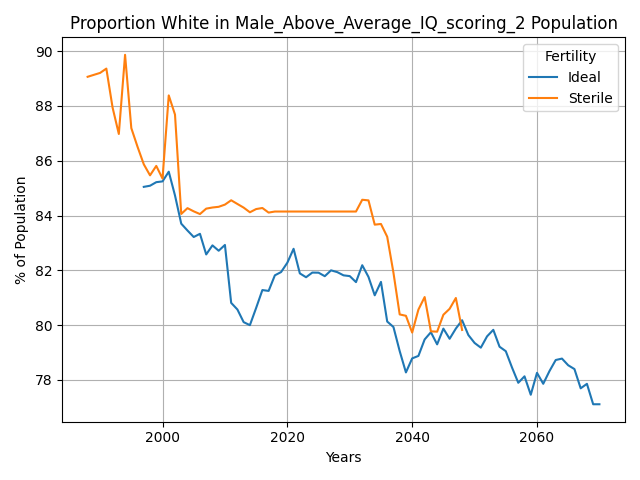 Proportion White in Male_Above_Average_IQ_scoring_2 Population
Fertility
Ideal
Sterile
% of Population
90
88
86
84
82
80
78
2000
2020
2040
2060
Years